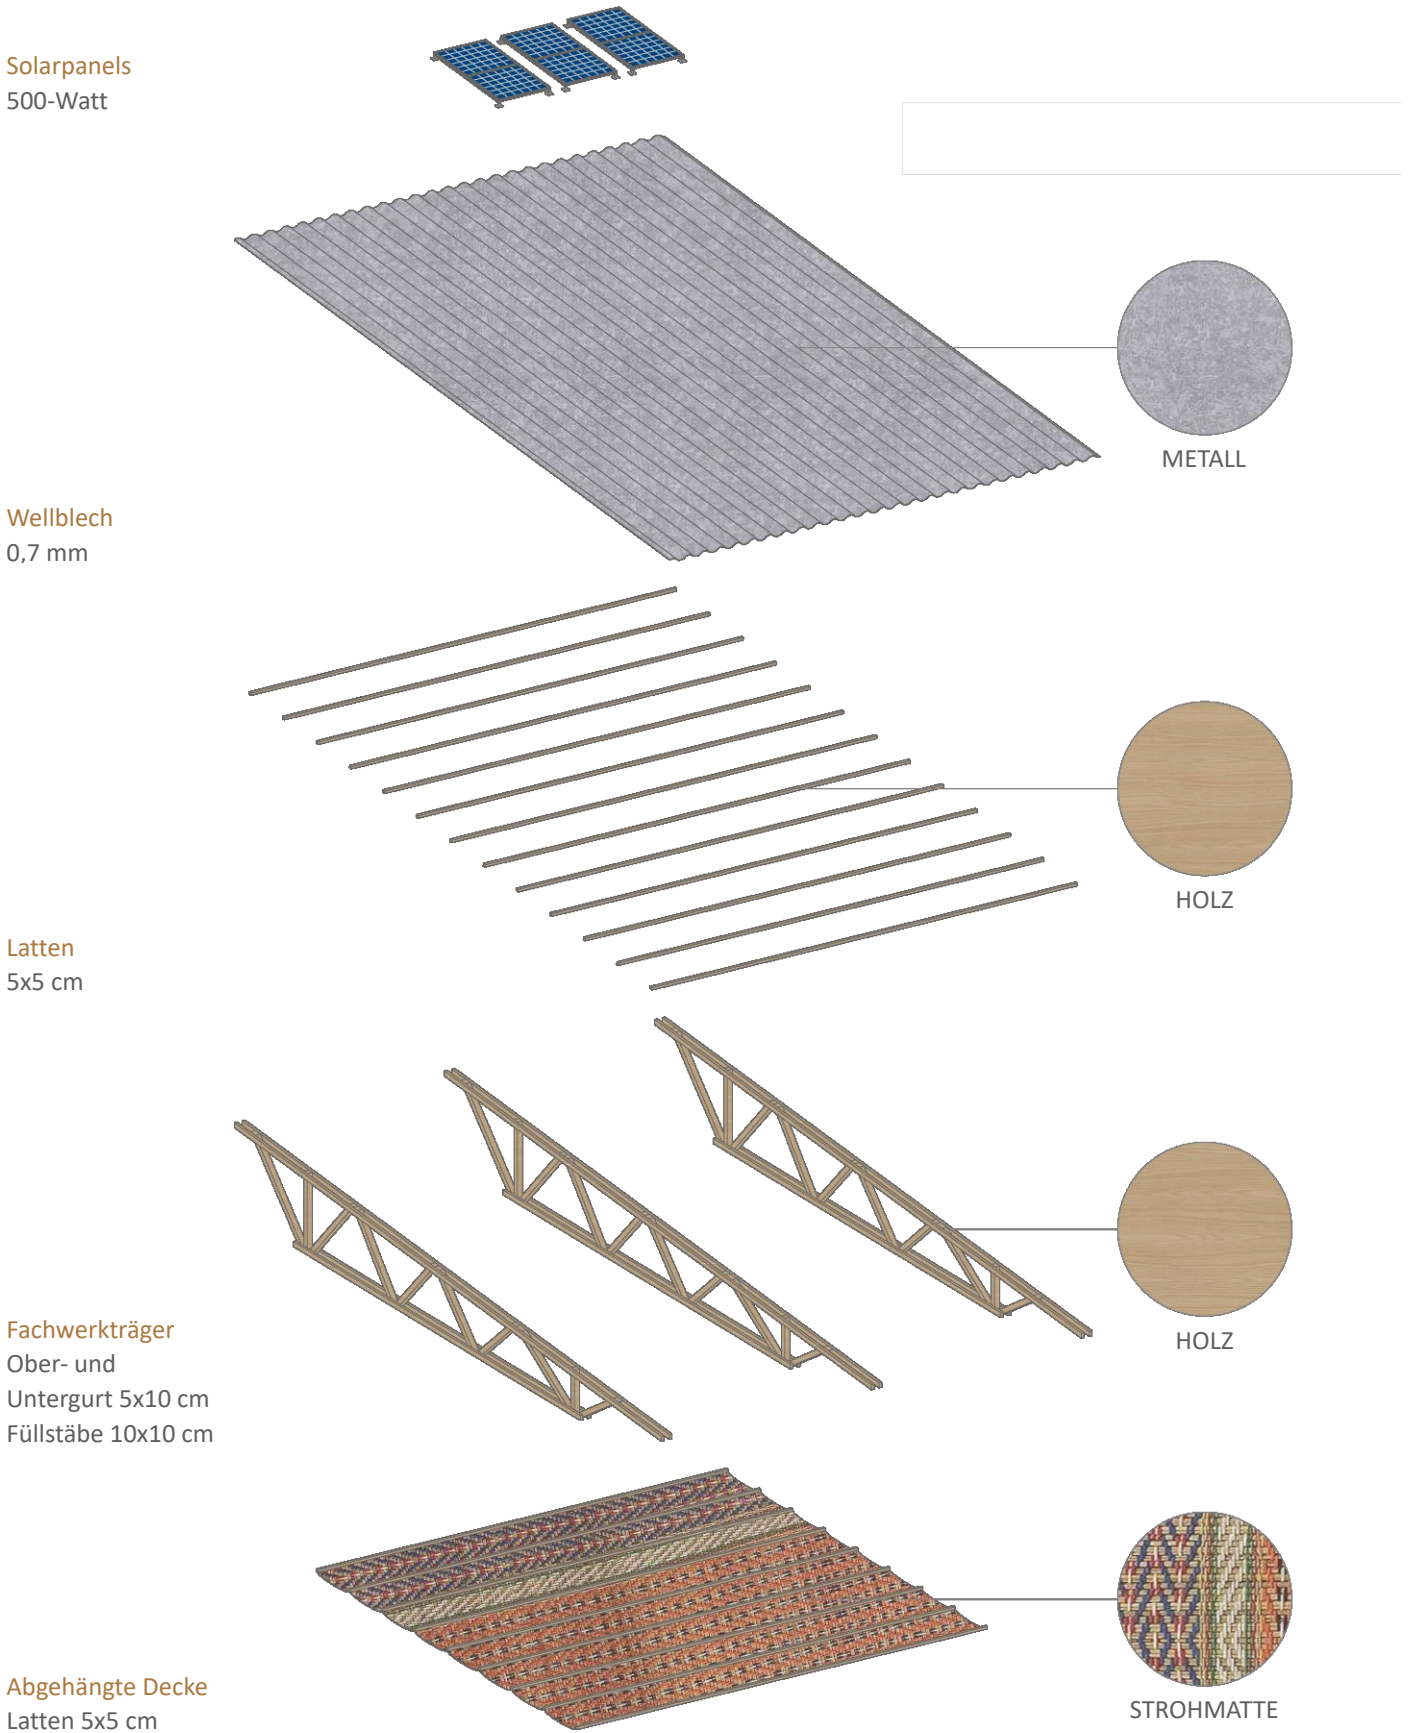 Solarpanels
500-Watt
METALL
Wellblech
0,7 mm
HOLZ
Latten
5x5 cm
HOLZ
Fachwerkträger
Ober- und
Untergurt 5x10 cm
Füllstäbe 10x10 cm
STROHMATTE
Abgehängte Decke
Latten 5x5 cm